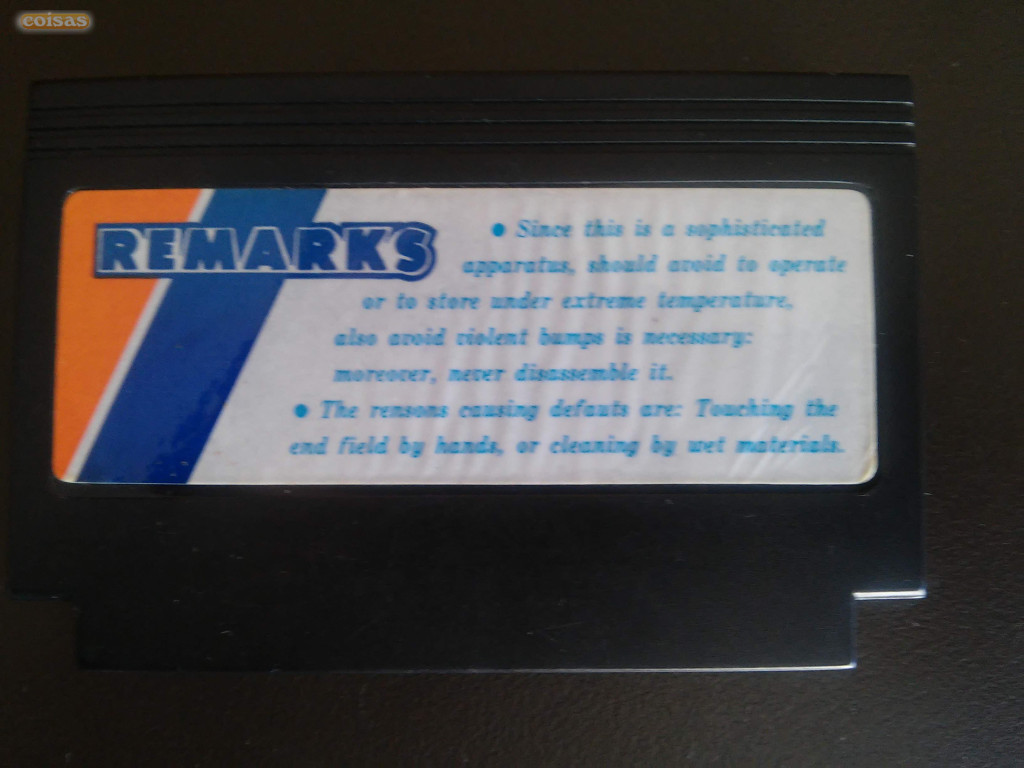 coisas
REMARKS
● Since this is a sophisticated
apparatus, should avoid to operate
or to store under extreme temperature,
also avoid violent bumps is necessary:
moreover, never disassemble it.
● The rensons causing defauts are: Touching the
end field by hands, or cleaning by wet materials.